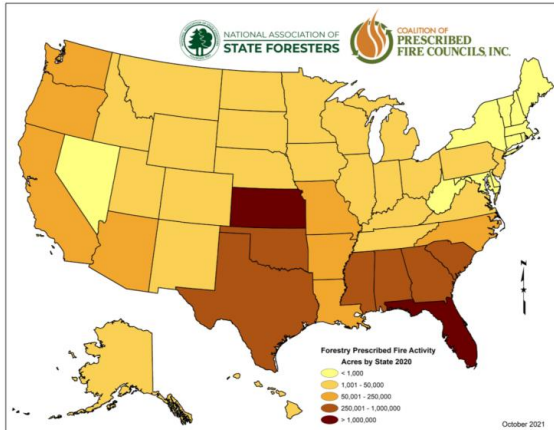 NATIONAL ASSOCIATION of
STATE FORESTERS
COALITION OF
PRESCRIBED
FIRE COUNCILS, INC.
N
Forestry Prescribed Fire Activity
Acres by State 2020
< 1,000
1,001 - 50,000
50,001 - 250,000
250,001 - 1,000,000
> 1,000,000
October 2021